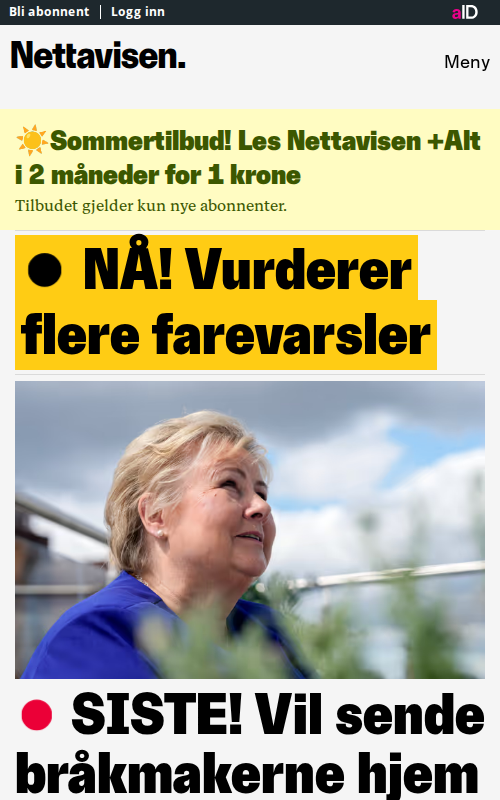 Bli abonnent | Logg inn
aID
Nettavisen.
Meny
☀️Sommertilbud! Les Nettavisen +Alt
i 2 måneder for 1 krone
Tilbudet gjelder kun nye abonnenter.
● NÅ! Vurderer
flere farevarsler
🔴 SISTE! Vil sende
bråkmakerne hjem